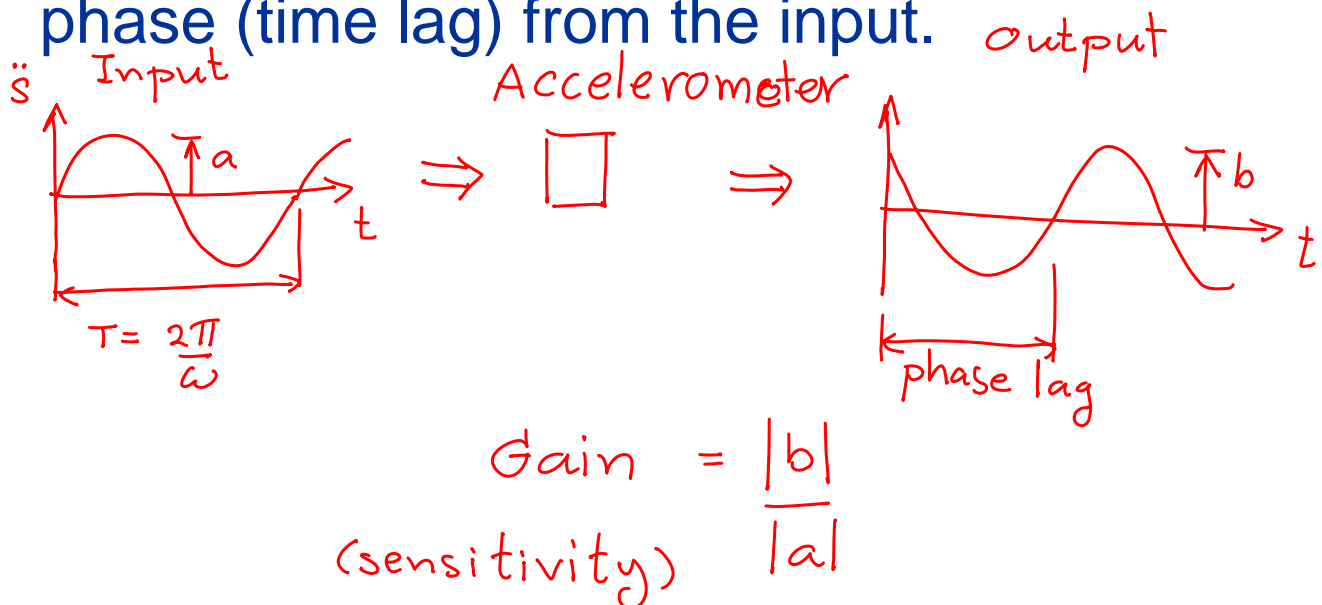 phase (time lag) from the input.
Input
Accelerometer
Output
s̈
a
t
b
t
T = 2π
ω
phase lag
Gain = |b|
(sensitivity) |a|